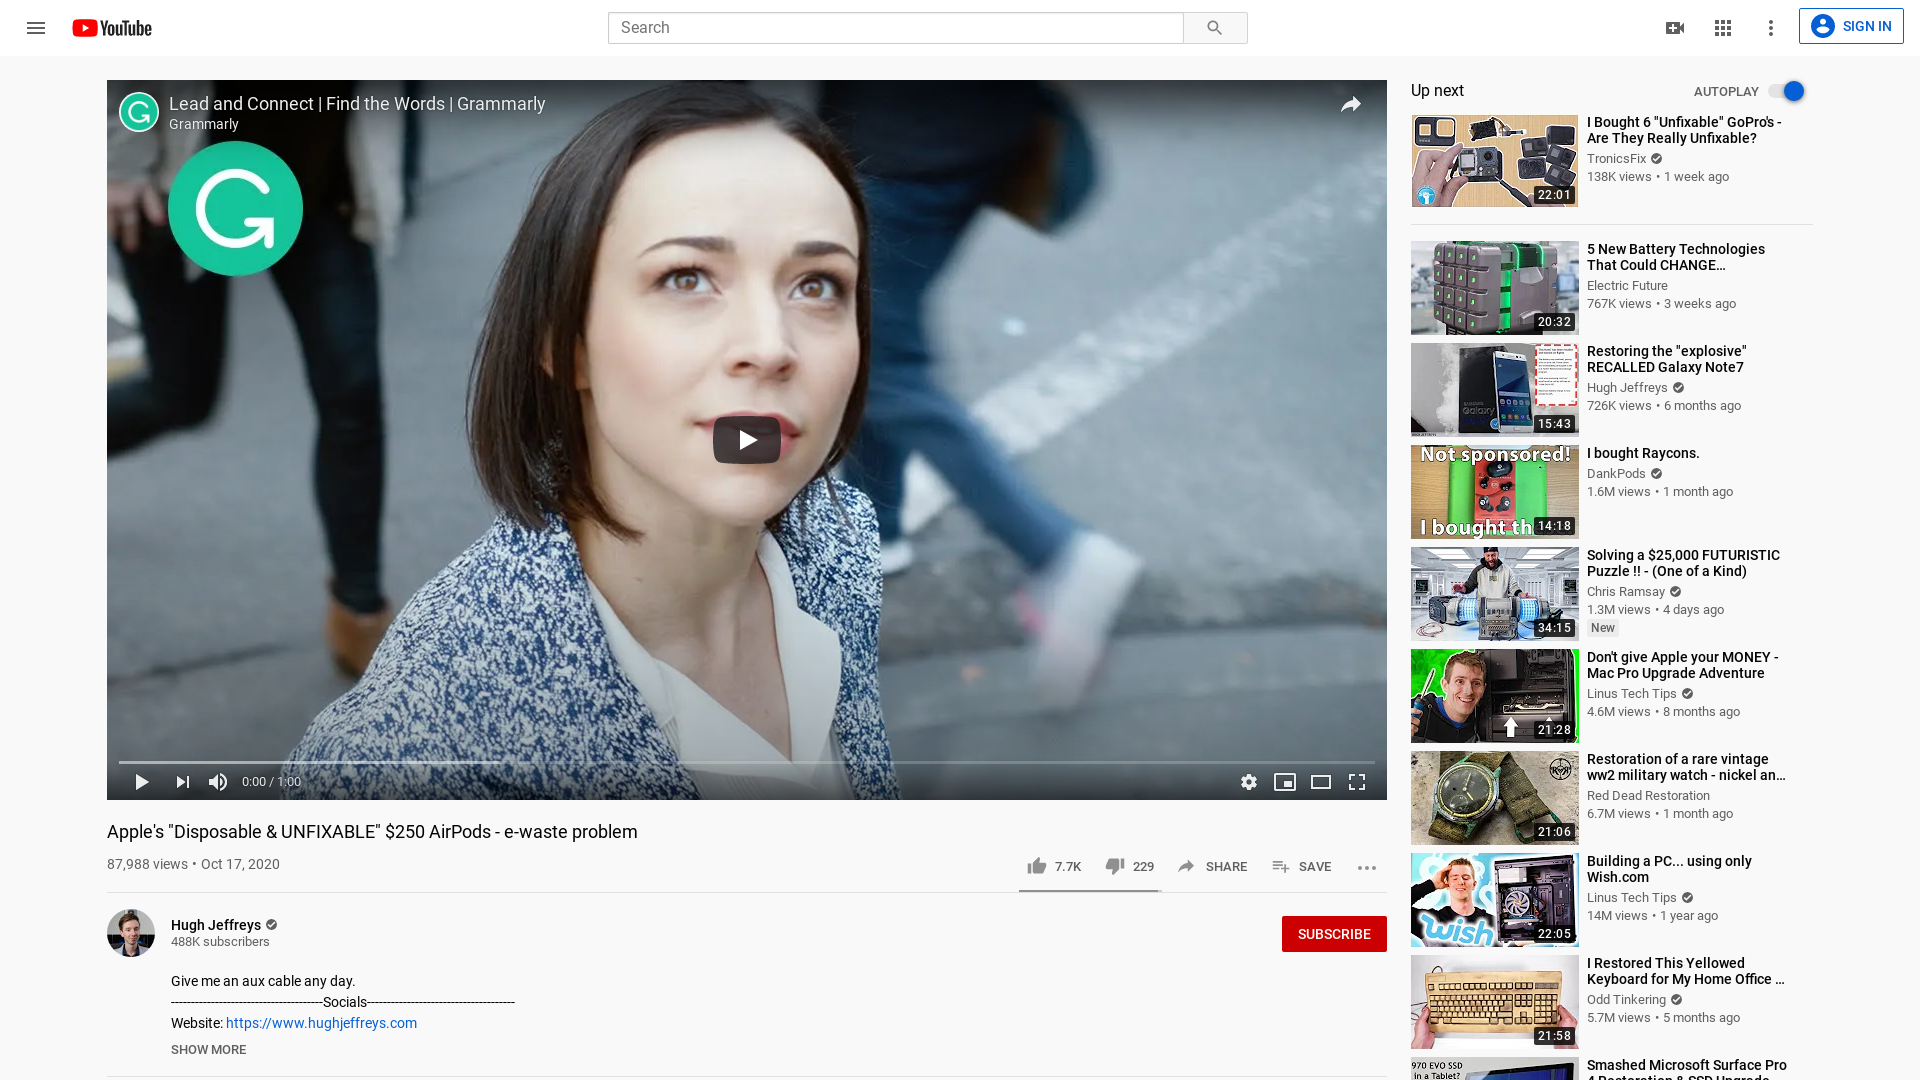 YouTube
Search
SIGN IN
Lead and Connect | Find the Words | Grammarly
Grammarly
0:00 / 1:00
Apple's "Disposable & UNFIXABLE" $250 AirPods - e-waste problem
87,988 views • Oct 17, 2020
7.7K
229
SHARE
SAVE
Hugh Jeffreys
488K subscribers
SUBSCRIBE
Give me an aux cable any day.
--------------------------------------Socials-------------------------------------
Website: https://www.hughjeffreys.com
SHOW MORE
Up next
AUTOPLAY
22:01
I Bought 6 "Unfixable" GoPro's -
Are They Really Unfixable?
TronicsFix
138K views • 1 week ago
20:32
5 New Battery Technologies
That Could CHANGE…
Electric Future
767K views • 3 weeks ago
Galaxy
15:43
Restoring the "explosive"
RECALLED Galaxy Note7
Hugh Jeffreys
726K views • 6 months ago
Not sponsored!
I bought th
14:18
I bought Raycons.
DankPods
1.6M views • 1 month ago
34:15
Solving a $25,000 FUTURISTIC
Puzzle !! - (One of a Kind)
Chris Ramsay
1.3M views • 4 days ago
New
21:28
Don't give Apple your MONEY -
Mac Pro Upgrade Adventure
Linus Tech Tips
4.6M views • 8 months ago
21:06
Restoration of a rare vintage
ww2 military watch - nickel an…
Red Dead Restoration
6.7M views • 1 month ago
wish
22:05
Building a PC... using only
Wish.com
Linus Tech Tips
14M views • 1 year ago
21:58
I Restored This Yellowed
Keyboard for My Home Office …
Odd Tinkering
5.7M views • 5 months ago
970 EVO SSD
in a Tablet?
Smashed Microsoft Surface Pro
4 Restoration & SSD Upgrade